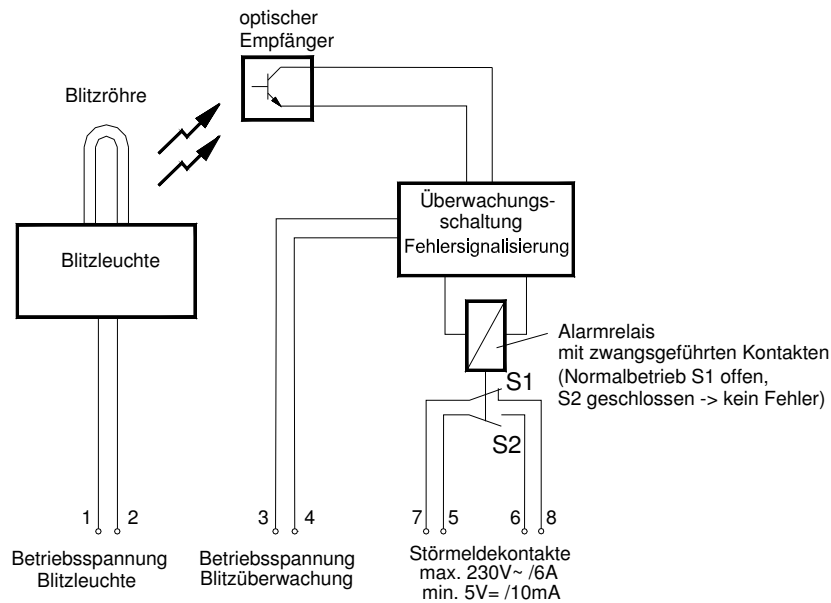 optischer
Empfänger
Blitzröhre
Überwachungs-
schaltung
Fehlersignalisierung
Blitzleuchte
Alarmrelais
mit zwangsgeführten Kontakten
(Normalbetrieb S1 offen,
S2 geschlossen -> kein Fehler)
S1
S2
1 2
3 4
7 5 6 8
Betriebsspannung
Blitzleuchte
Betriebsspannung
Blitzüberwachung
Störmeldekontakte
max. 230V~ /6A
min. 5V= /10mA